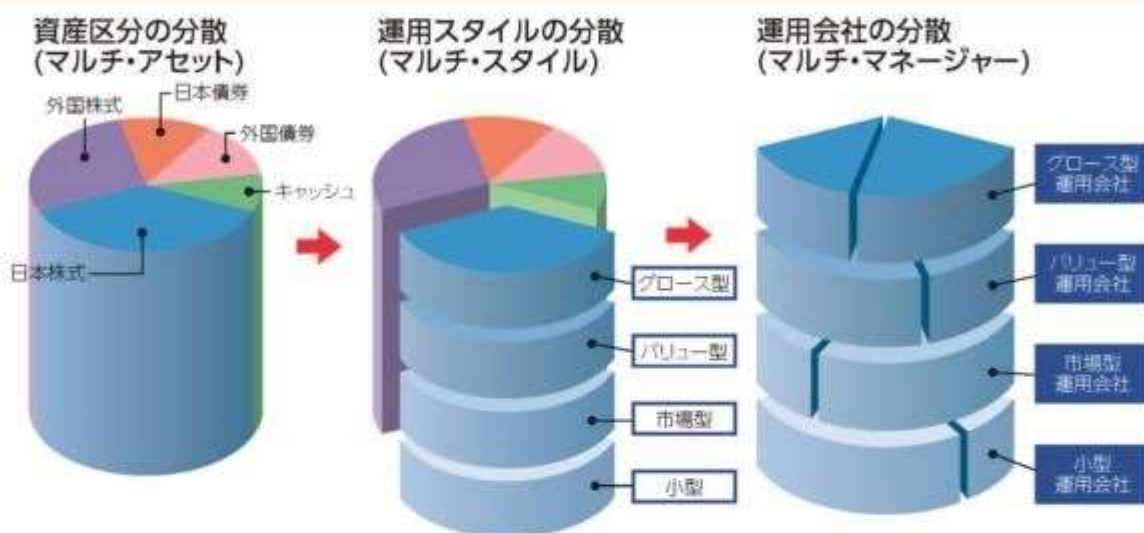 資産区分の分散
(マルチ・アセット)
外国株式
日本債券
外国債券
キャッシュ
日本株式
運用スタイルの分散
(マルチ・スタイル)
グロース型
バリュー型
市場型
小型
運用会社の分散
(マルチ・マネージャー)
グロース型
運用会社
バリュー型
運用会社
市場型
運用会社
小型
運用会社